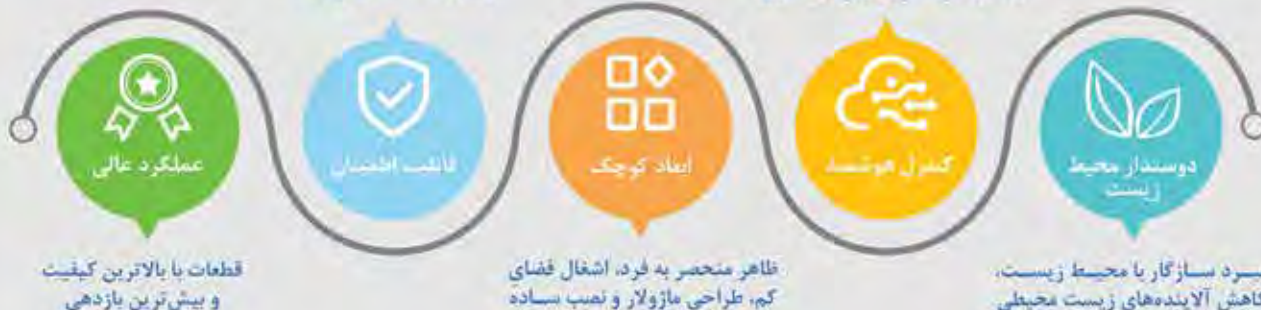 دوستدار محیط
زیست
کنترل هوشمند
ابعاد کوچک
قابلیت اطمینان
عملکرد عالی
سازگار با محیط زیست،
کاهش آلاینده‌های زیست محیطی
ظاهر منحصر به فرد، اشغال فضای
کم، طراحی ماژولار و نصب ساده
قطعات با بالاترین کیفیت
و بیش‌ترین بازدهی